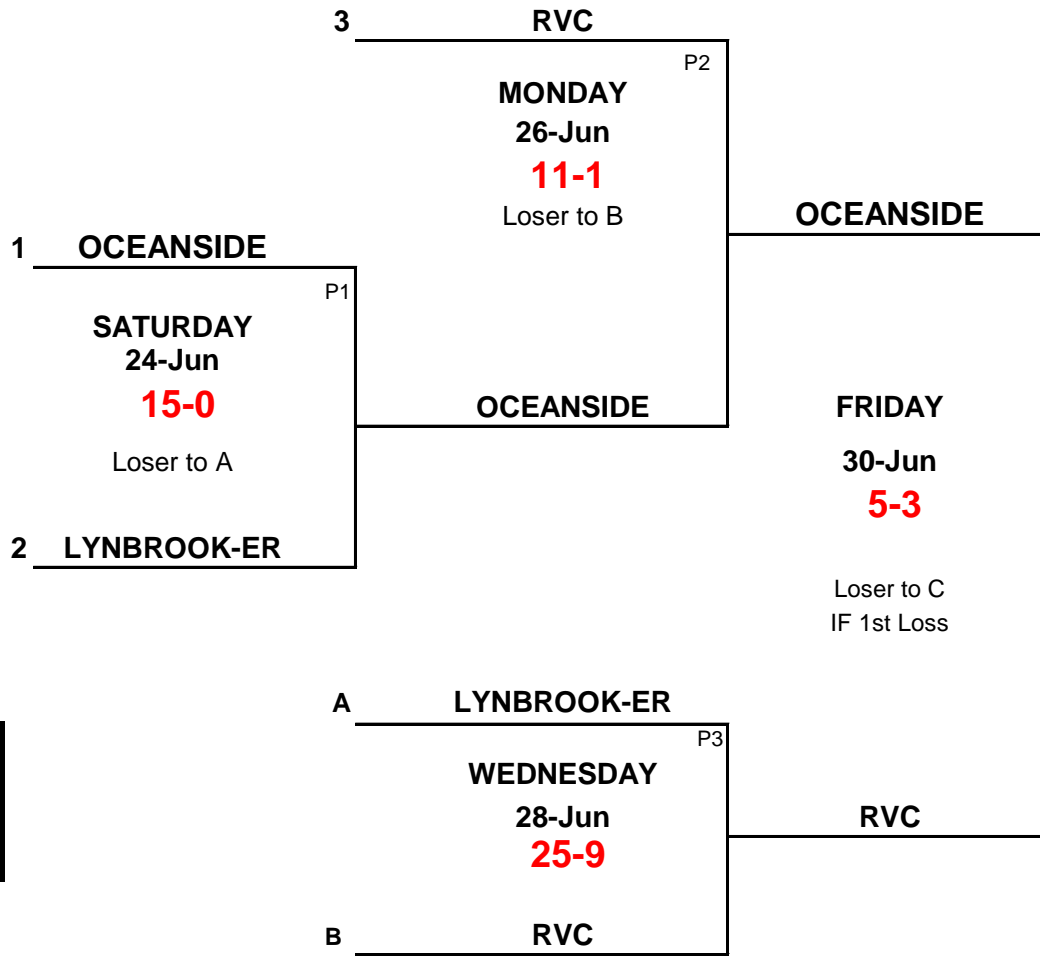 3 RVC
P2
MONDAY
26-Jun
11-1
Loser to B
OCEANSIDE
1 OCEANSIDE
P1
SATURDAY
24-Jun
15-0
Loser to A
2 LYNBROOK-ER
OCEANSIDE
FRIDAY
30-Jun
5-3
Loser to C
IF 1st Loss
A LYNBROOK-ER
P3
WEDNESDAY
28-Jun
25-9
RVC
B RVC